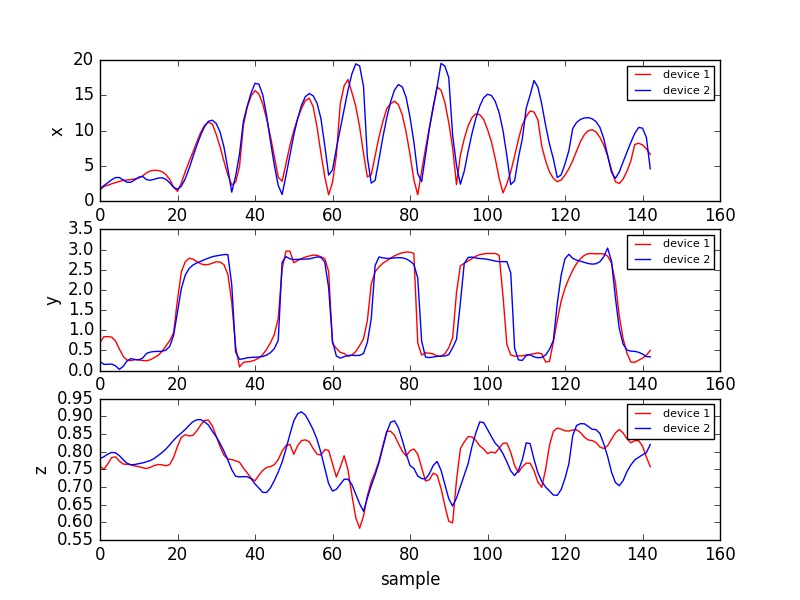 20
15
10
5
0
x
device 1
device 2
0 20 40 60 80 100 120 140 160
3.5
3.0
2.5
2.0
1.5
1.0
0.5
0.0
y
device 1
device 2
0 20 40 60 80 100 120 140 160
0.95
0.90
0.85
0.80
0.75
0.70
0.65
0.60
0.55
z
device 1
device 2
0 20 40 60 80 100 120 140 160
sample